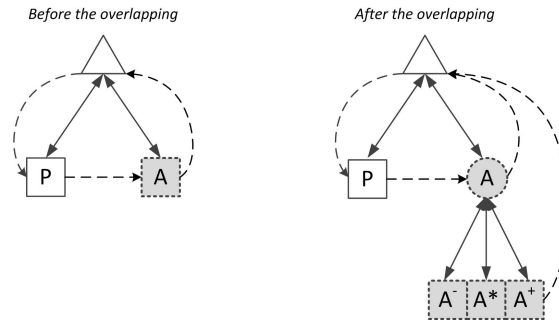 Before the overlapping
After the overlapping
P
A
P
A
A⁻
A*
A⁺